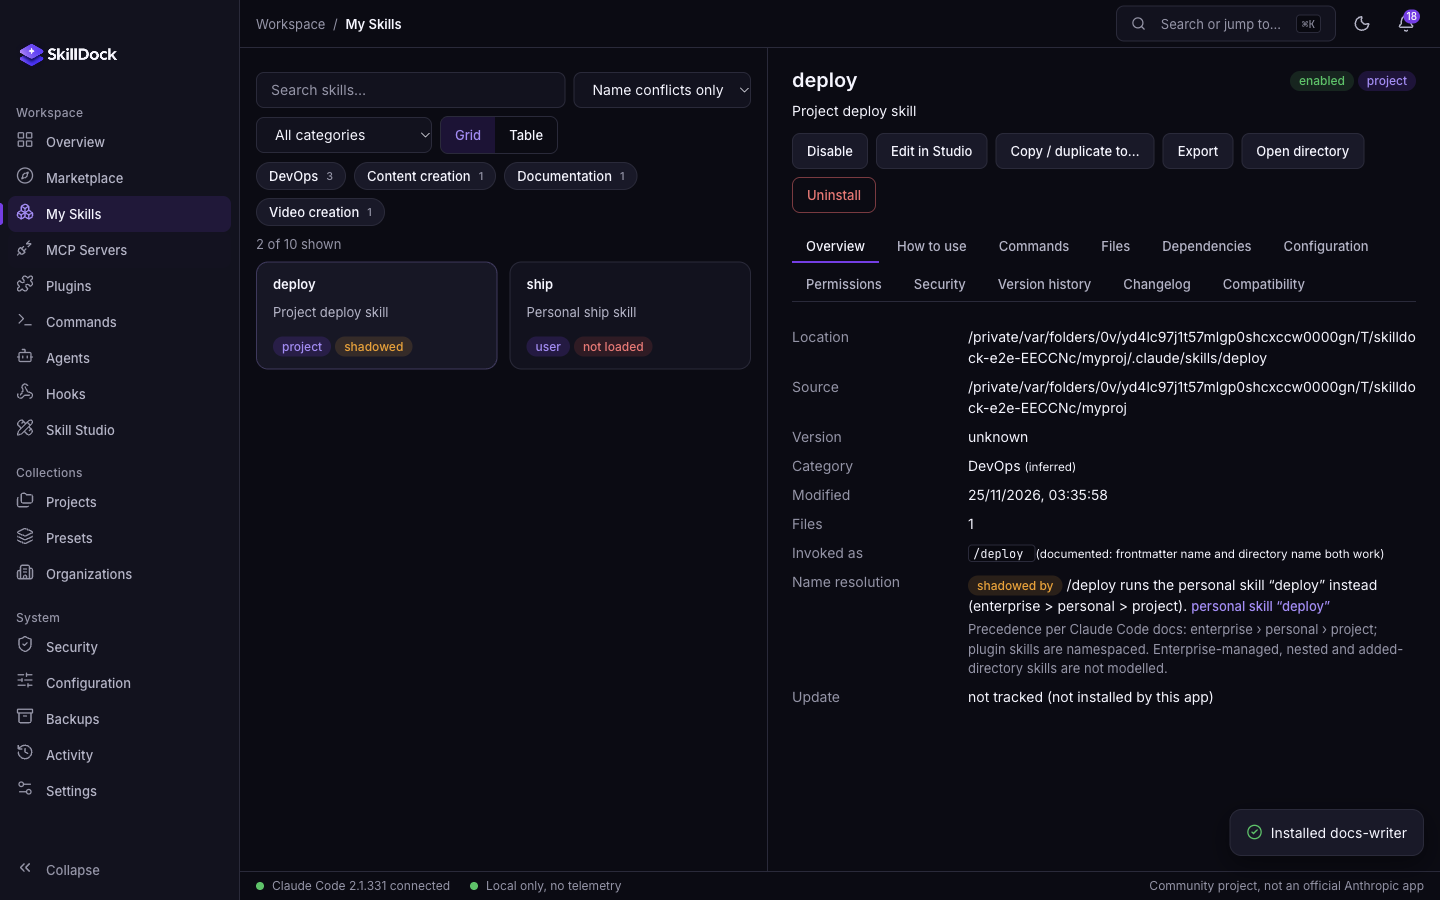 SkillDock
Workspace
Overview
Marketplace
My Skills
MCP Servers
Plugins
Commands
Agents
Hooks
Skill Studio
Collections
Projects
Presets
Organizations
System
Security
Configuration
Backups
Activity
Settings
Collapse
Workspace / My Skills
Search or jump to... ⌘K
18
Search skills...
Name conflicts only
All categories
Grid Table
DevOps 3 Content creation 1 Documentation 1
Video creation 1
2 of 10 shown
deploy
Project deploy skill
project shadowed
ship
Personal ship skill
user not loaded
deploy
enabled project
Project deploy skill
Disable Edit in Studio Copy / duplicate to... Export Open directory
Uninstall
Overview How to use Commands Files Dependencies Configuration
Permissions Security Version history Changelog Compatibility
Location /private/var/folders/0v/yd4lc97j1t57mlgp0shcxccw0000gn/T/skilldo
ck-e2e-EECCNc/myproj/.claude/skills/deploy
Source /private/var/folders/0v/yd4lc97j1t57mlgp0shcxccw0000gn/T/skilldo
ck-e2e-EECCNc/myproj
Version unknown
Category DevOps (inferred)
Modified 25/11/2026, 03:35:58
Files 1
Invoked as /deploy (documented: frontmatter name and directory name both work)
Name resolution shadowed by /deploy runs the personal skill “deploy” instead
(enterprise > personal > project). personal skill “deploy”
Precedence per Claude Code docs: enterprise › personal › project;
plugin skills are namespaced. Enterprise-managed, nested and added-
directory skills are not modelled.
Update not tracked (not installed by this app)
Installed docs-writer
Claude Code 2.1.331 connected Local only, no telemetry
Community project, not an official Anthropic app